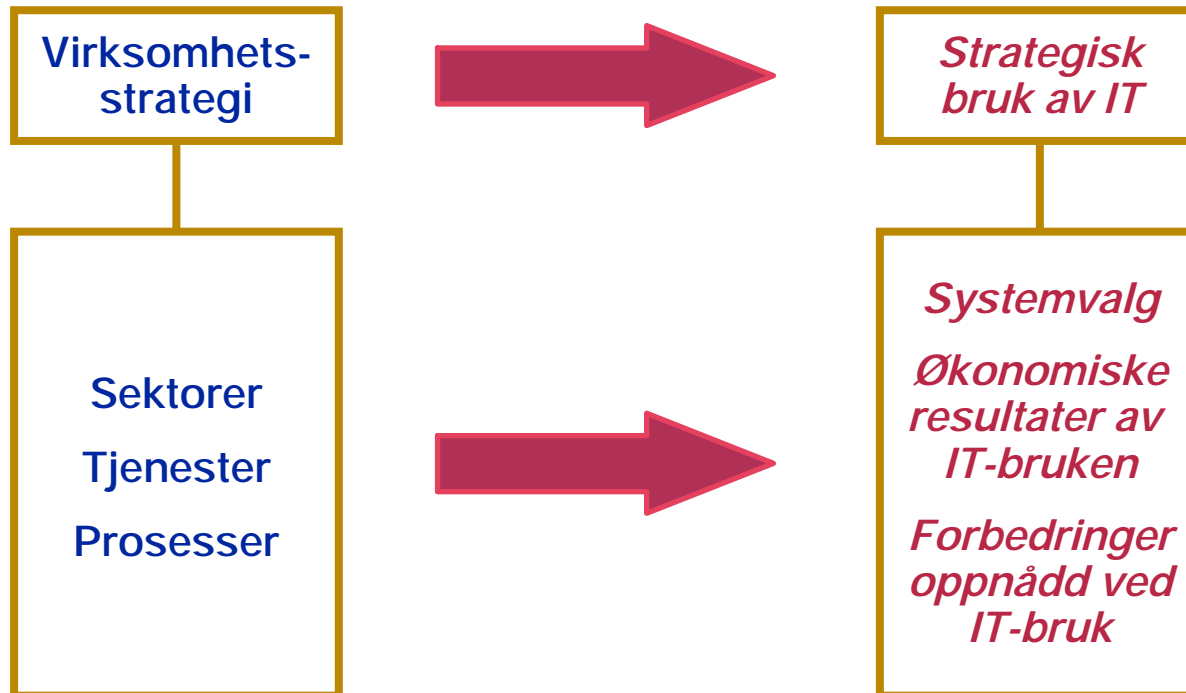 Virksomhets-
strategi
Strategisk
bruk av IT
Sektorer
Tjenester
Prosesser
Systemvalg
Økonomiske
resultater av
IT-bruken
Forbedringer
oppnådd ved
IT-bruk